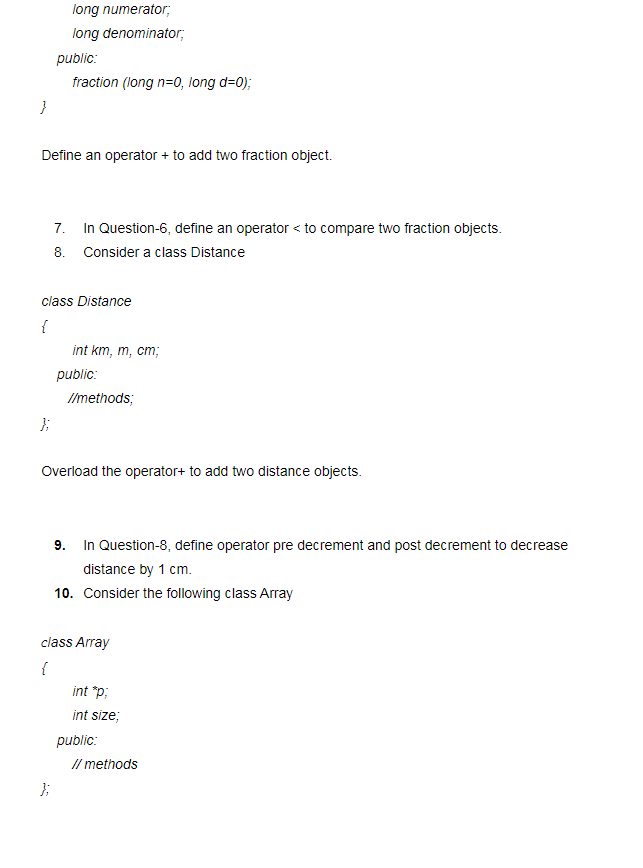 long numerator;
long denominator;
public:
fraction (long n=0, long d=0);
}
Define an operator + to add two fraction object.
7. In Question-6, define an operator < to compare two fraction objects.
8. Consider a class Distance
class Distance
{
int km, m, cm;
public:
//methods;
};
Overload the operator+ to add two distance objects.
9. In Question-8, define operator pre decrement and post decrement to decrease
distance by 1 cm.
10. Consider the following class Array
class Array
{
int *p;
int size;
public:
// methods
};